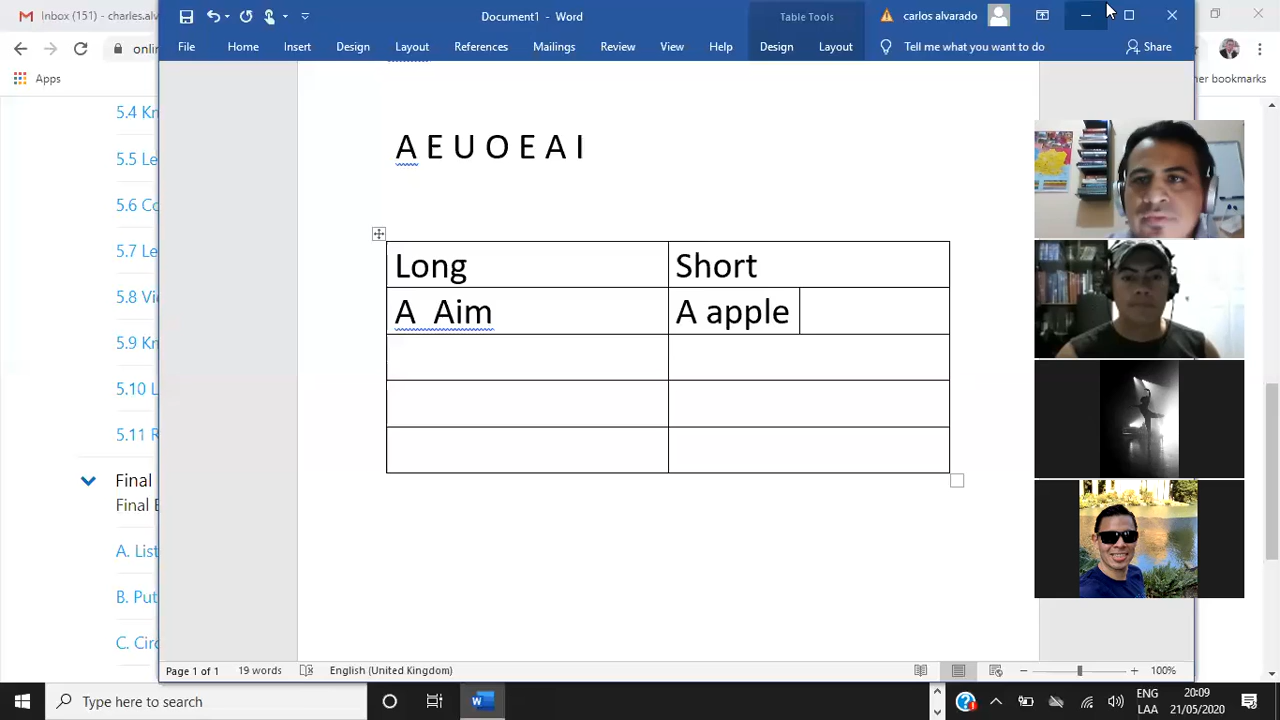 Inbox (151) - charles.alv
Document1 - Word
Table Tools
carlos alvarado
File Home Insert Design Layout References Mailings Review View Help Design Layout Tell me what you want to do Share
onlin
Apps
her bookmarks
5.4 Kn
5.5 Le
5.6 Co
5.7 Le
5.8 Vi
5.9 Kn
5.10 L
5.11 R
Final
Final E
A. List
B. Put
C. Circ
A E U O E A I
Long Short
A Aim A apple
Page 1 of 1 19 words English (United Kingdom) 100%
Type here to search
ENG 20:09
LAA 21/05/2020